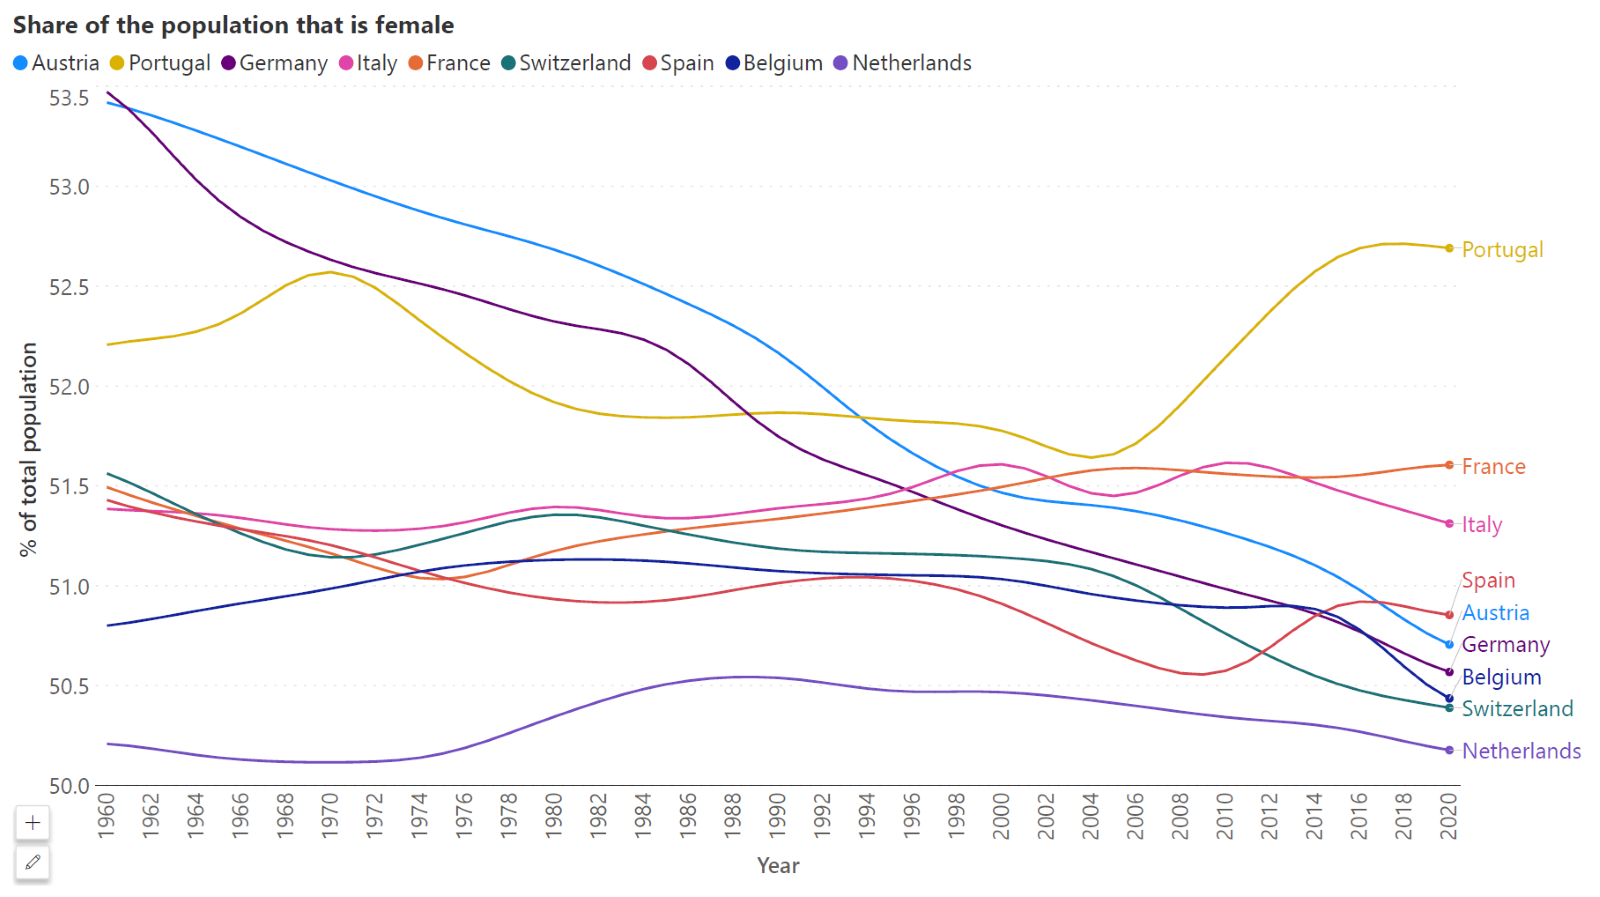 Share of the population that is female
Austria Portugal Germany Italy France Switzerland Spain Belgium Netherlands
% of total population
53.5
53.0
52.5
52.0
51.5
51.0
50.5
50.0
Portugal
France
Italy
Spain
Austria
Germany
Belgium
Switzerland
Netherlands
1960 1962 1964 1966 1968 1970 1972 1974 1976 1978 1980 1982 1984 1986 1988 1990 1992 1994 1996 1998 2000 2002 2004 2006 2008 2010 2012 2014 2016 2018 2020
Year